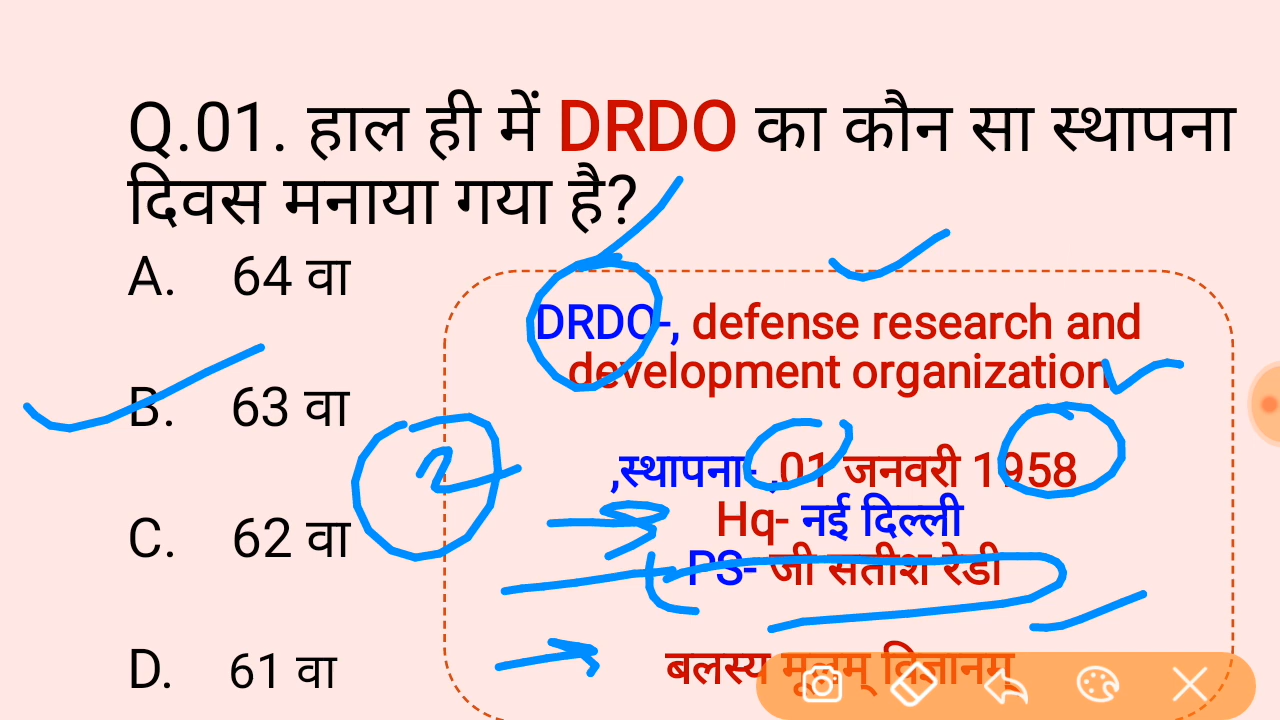 Q.01. हाल ही में DRDO का कौन सा स्थापना
दिवस मनाया गया है?
A. 64 वा
B. 63 वा
C. 62 वा
D. 61 वा
DRDO-, defense research and
development organization
,स्थापना- ,01 जनवरी 1958
2
Hq- नई दिल्ली
PS- जी सतीश रेडी
बलस्य मूलम् विज्ञानम्